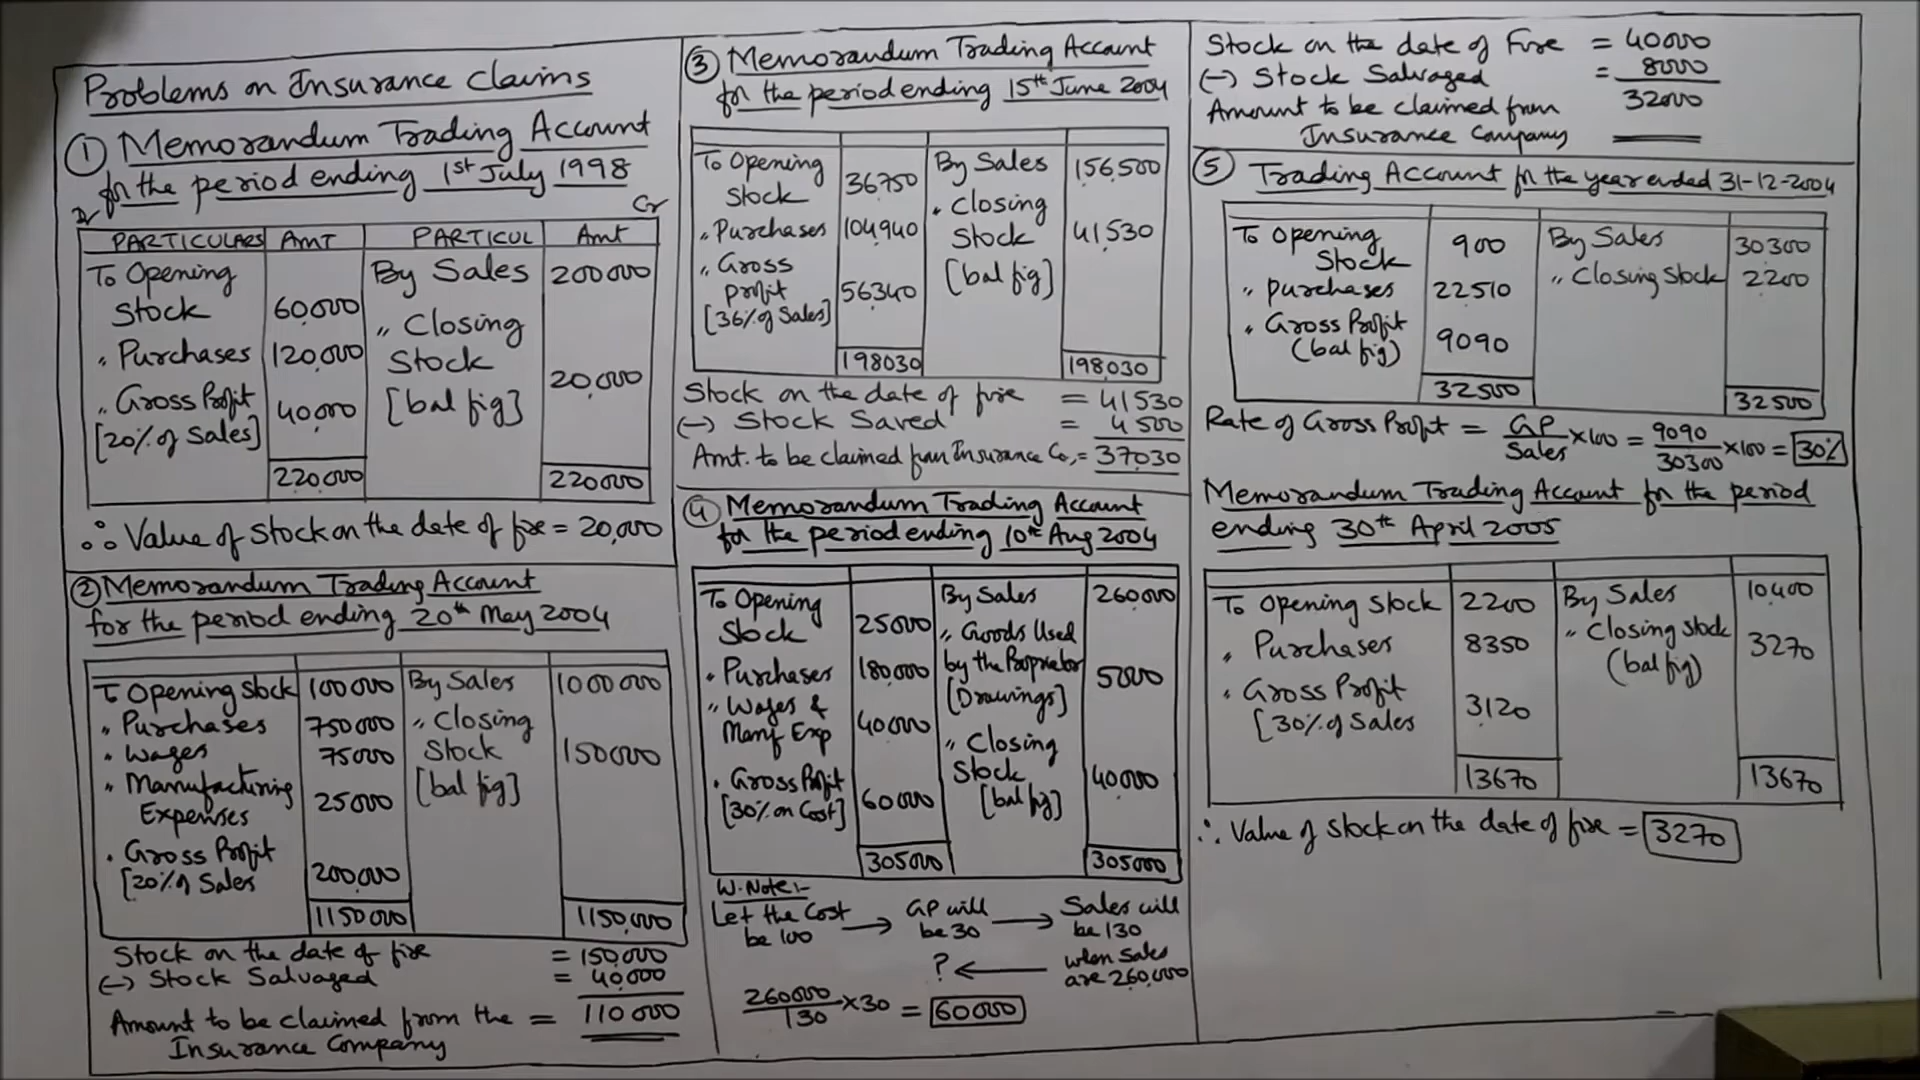 Problems on Insurance Claims
① Memorandum Trading Account
for the period ending 1st July 1998
Dr Cr
PARTICULARS AMT PARTICUL Amt
To Opening Stock 60,000 By Sales 200000
" Purchases 120,000 " Closing Stock [bal fig] 20,000
" Gross Profit [20% of Sales] 40,000
220000 220000
∴ Value of Stock on the date of fire = 20,000
② Memorandum Trading Account
for the period ending 20th May 2004
To Opening Stock 100000 By Sales 1000000
" Purchases 750000 " Closing Stock [bal fig] 150000
" Wages 75000
" Manufacturing Expenses 25000
" Gross Profit [20% of Sales 200,000
1150000 1150,000
Stock on the date of fire = 150,000
(-) Stock Salvaged = 40,000
Amount to be claimed from the = 110000
Insurance Company
③ Memorandum Trading Account
for the period ending 15th June 2004
To Opening Stock 36750 By Sales 156,500
" Purchases 104,940 " Closing Stock [bal fig] 41,530
" Gross profit [36% of Sales] 56340
198030 198030
Stock on the date of fire = 41530
(-) Stock Saved = 4500
Amt. to be claimed from Insurance Co, = 37030
④ Memorandum Trading Account
for the period ending 10th Aug 2004
To Opening Stock 25000 By Sales 260000
" Purchases 180000 " Goods Used by the Proprietor [Drawings] 5000
" Wages & Manf Exp 40000 " Closing Stock [bal fig] 40000
" Gross Profit [30% on Cost] 60000
305000 305000
W.Note:-
Let the Cost be 100 → GP will be 30 → Sales will be 130
? ← when Sales are 260,000
260000/130 ×30 = 60000
Stock on the date of Fire = 40000
(-) Stock Salvaged = 8000
Amount to be claimed from 32000
Insurance Company
⑤ Trading Account for the year ended 31-12-2004
To Opening Stock 900 By Sales 30300
" purchases 22510 " Closing Stock 2200
" Gross Profit (bal fig) 9090
32500 32500
Rate of Gross Profit = GP/Sales ×100 = 9090/30300 ×100 = 30%
Memorandum Trading Account for the period
ending 30th April 2005
To Opening Stock 2200 By Sales 10400
" Purchases 8350 " Closing stock (bal fig) 3270
" Gross Profit [30% of Sales 3120
13670 13670
∴ Value of Stock on the date of fire = 3270